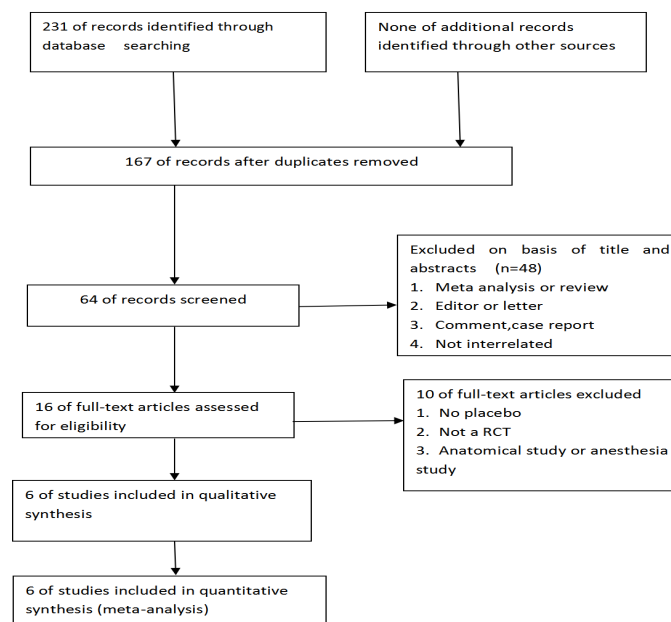 231 of records identified through
database searching
None of additional records
identified through other sources
167 of records after duplicates removed
64 of records screened
Excluded on basis of title and
abstracts (n=48)
1. Meta analysis or review
2. Editor or letter
3. Comment,case report
4. Not interrelated
16 of full-text articles assessed
for eligibility
10 of full-text articles excluded
1. No placebo
2. Not a RCT
3. Anatomical study or anesthesia
study
6 of studies included in qualitative
synthesis
6 of studies included in quantitative
synthesis (meta-analysis)